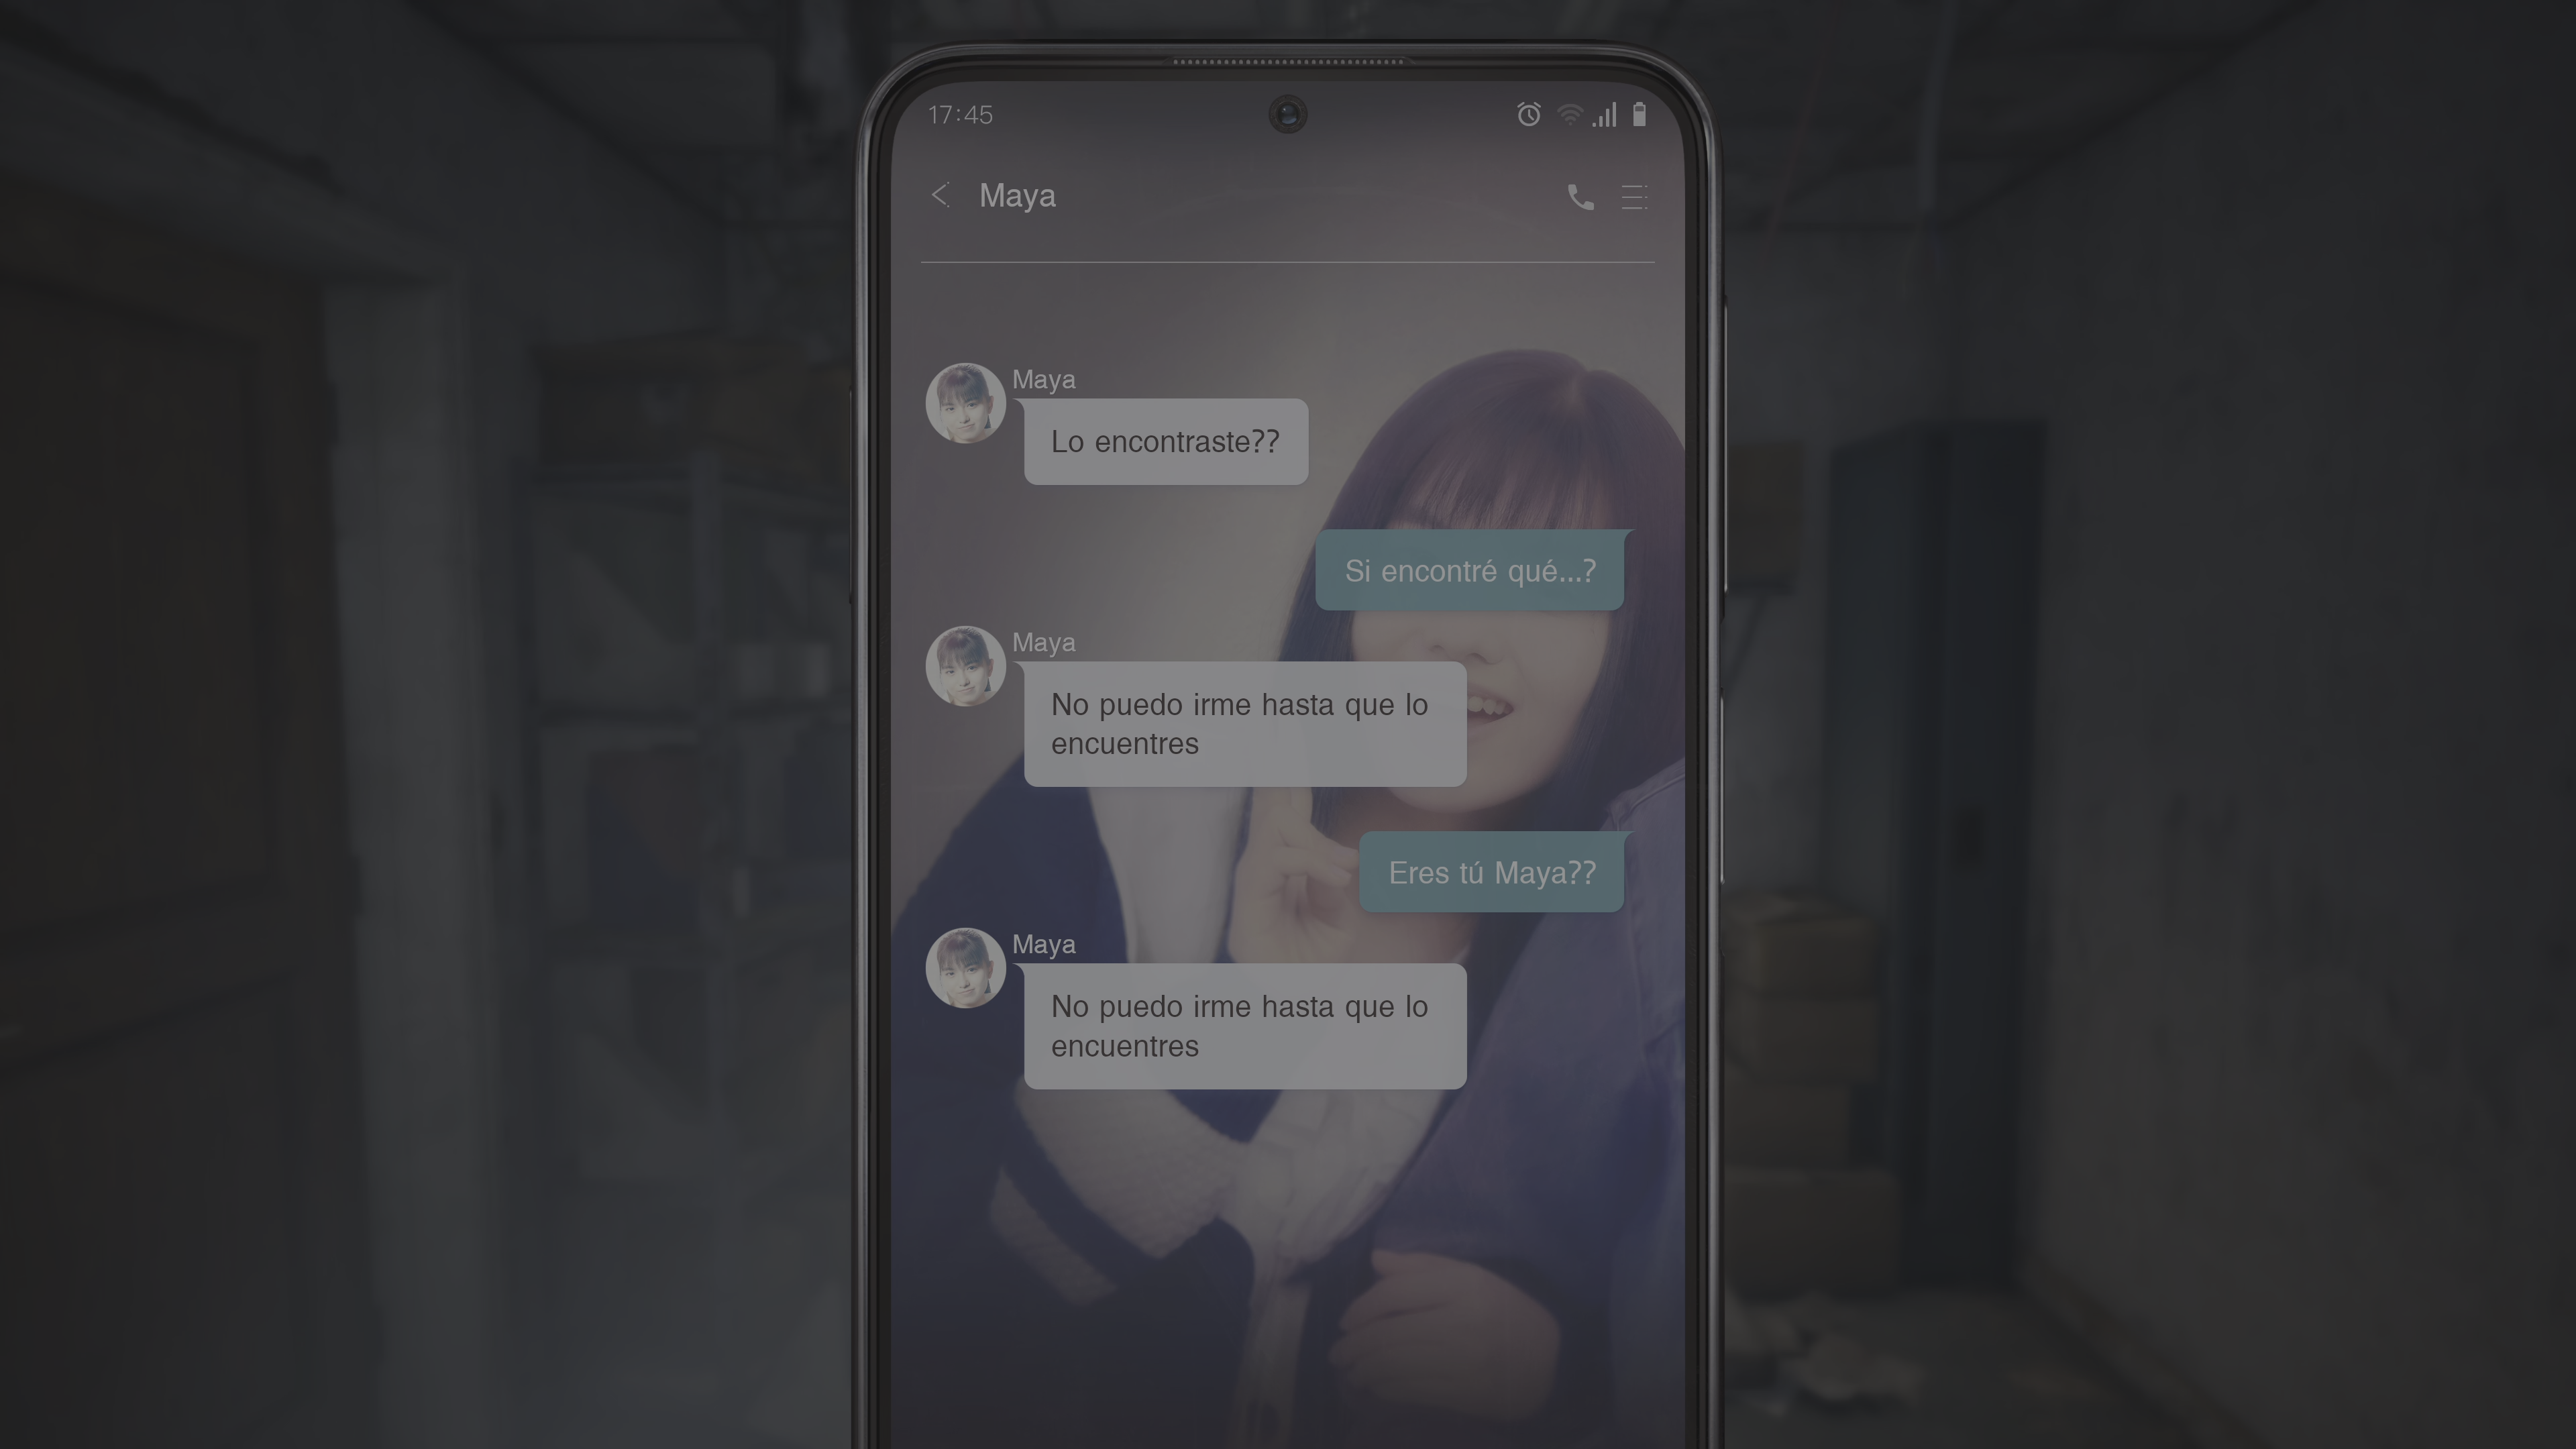 17:45
Maya
Maya
Lo encontraste??
Si encontré qué...?
Maya
No puedo irme hasta que lo
encuentres
Eres tú Maya??
Maya
No puedo irme hasta que lo
encuentres